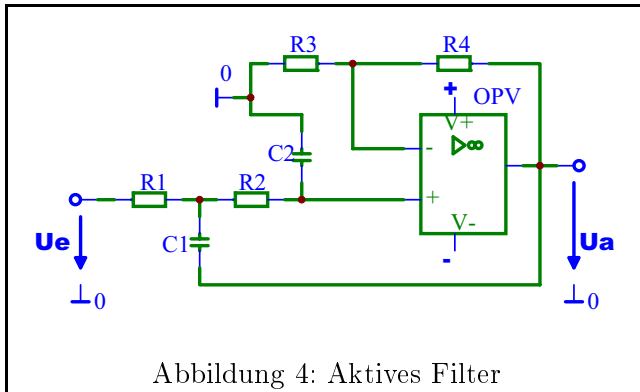 R3
R4
0
+
OPV
V+
∞
C2
-
R1
R2
+
Ue
C1
V-
Ua
-
0
0
Abbildung 4: Aktives Filter